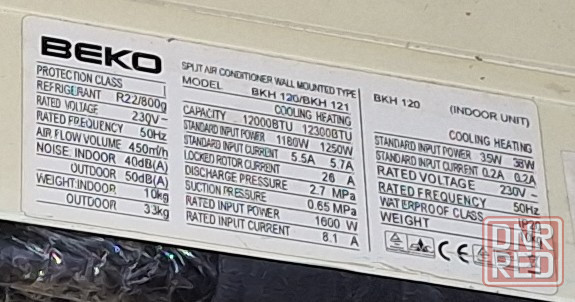 BEKO
PROTECTION CLASS I
REFRIGERANT R22/800g
RATED VOLTAGE 230V~
RATED FREQUENCY 50Hz
AIR FLOW VOLUME 450m³/h
NOISE: INDOOR 40dB(A)
OUTDOOR 50dB(A)
WEIGHT:INDOOR 10kg
OUTDOOR 33kg
SPLIT AIR CONDITIONER WALL MOUNTED TYPE
MODEL BKH 120/BKH 121
COOLING HEATING
CAPACITY 12000BTU 12300BTU
STANDARD INPUT POWER 1180W 1250W
STANDARD INPUT CURRENT 5.5A 5.7A
LOCKED ROTOR CURRENT 26 A
DISCHARGE PRESSURE 2.7 MPa
SUCTION PRESSURE 0.65 MPa
RATED INPUT POWER 1600 W
RATED INPUT CURRENT 8.1 A
BKH 120 (INDOOR UNIT)
COOLING HEATING
STANDARD INPUT POWER 35W 38W
STANDARD INPUT CURRENT 0.2A 0.2A
RATED VOLTAGE 230V~
RATED FREQUENCY 50Hz
WATERPROOF CLASS
WEIGHT
CE
DNR
RED